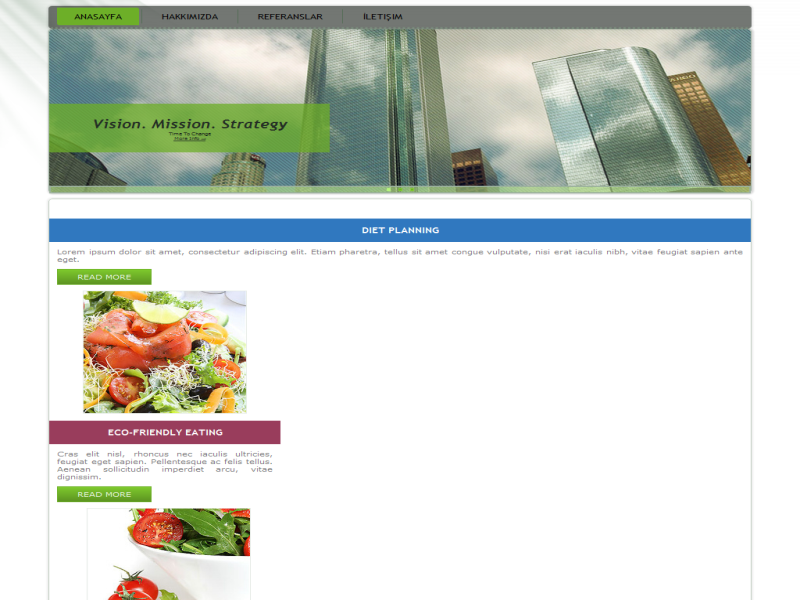 ANASAYFA
HAKKIMIZDA
REFERANSLAR
İLETİŞİM
Vision. Mission. Strategy
Time To Change
More Info
DIET PLANNING
Lorem ipsum dolor sit amet, consectetur adipiscing elit. Etiam pharetra, tellus sit amet congue vulputate, nisi erat iaculis nibh, vitae feugiat sapien ante
eget.
READ MORE
ECO-FRIENDLY EATING
Cras elit nisl, rhoncus nec iaculis ultricies,
feugiat eget sapien. Pellentesque ac felis tellus.
Aenean sollicitudin imperdiet arcu, vitae
dignissim.
READ MORE